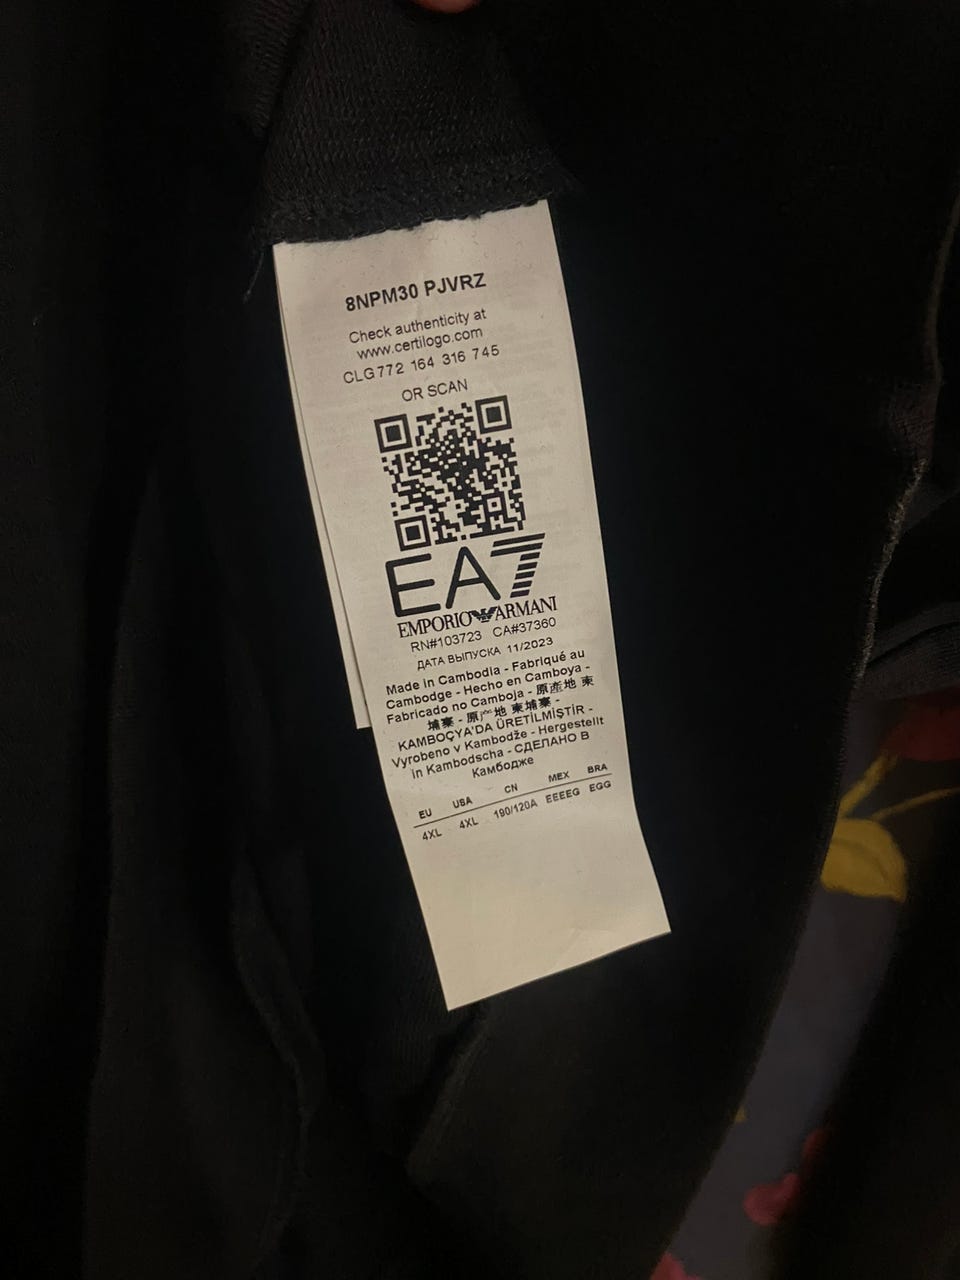 8NPM30 PJVRZ
Check authenticity at
www.certilogo.com
CLG772 164 316 745
OR SCAN
EA7
EMPORIO ARMANI
RN#103723 CA#37360
ДАТА ВЫПУСКА 11/2023
Made in Cambodia - Fabriqué au
Cambodge - Hecho en Camboya -
Fabricado no Camboja - 原產地 柬
埔寨 - 原产地 柬埔寨 -
KAMBOÇYA'DA ÜRETİLMİŞTİR -
Vyrobeno v Kambodže - Hergestellt
in Kambodscha - СДЕЛАНО В
Камбодже
EU USA CN MEX BRA
4XL 4XL 190/120A EEEEG EGG